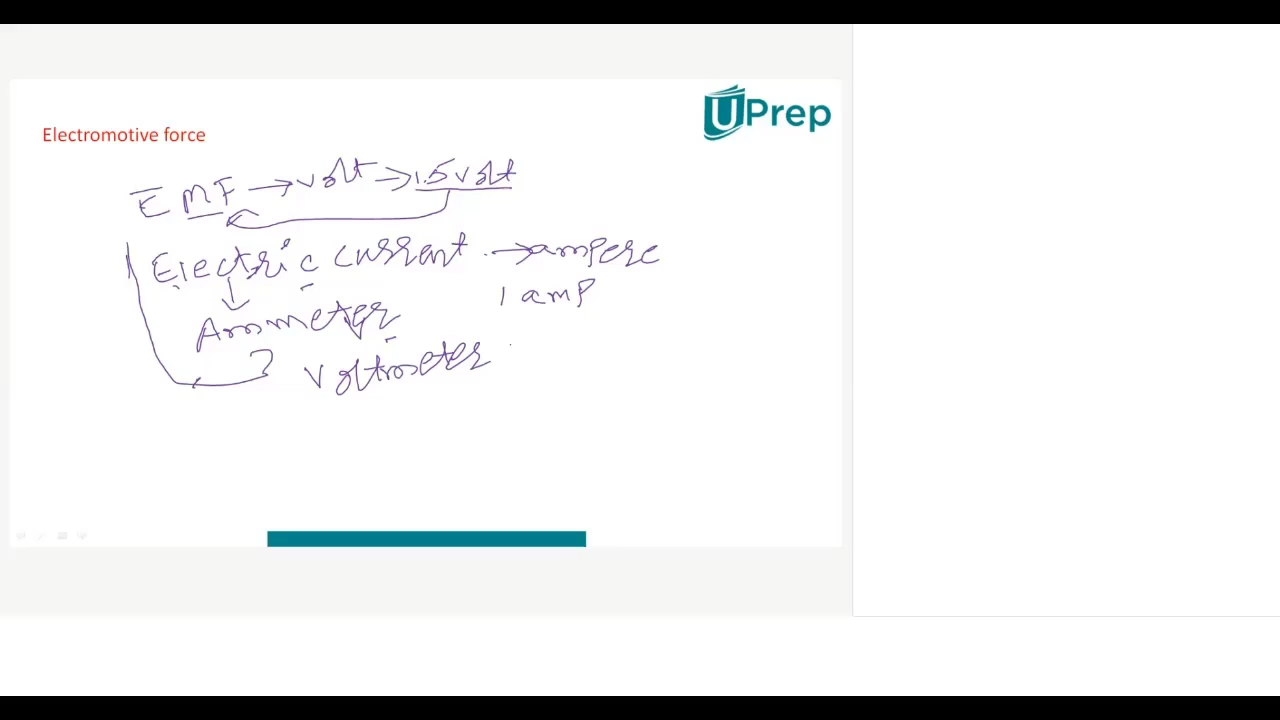 UPrep
Electromotive force
EMF → volt → 1.5 volt
Electric current → ampere
1 amp
Ammeter
Voltmeter